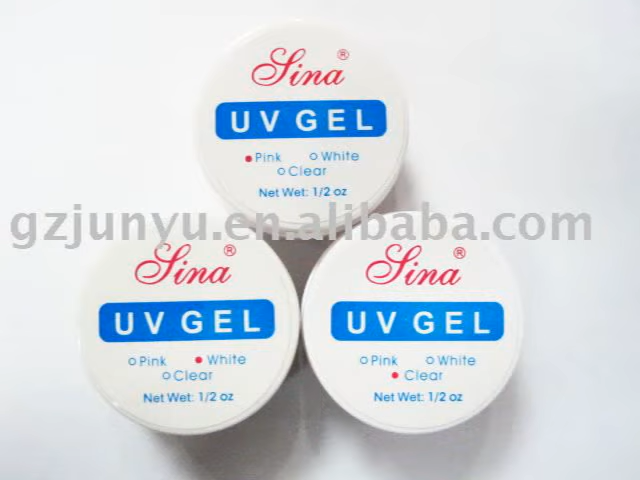 Sina®
UV GEL
Pink White
Clear
Net Wet: 1/2 oz
gzjunyu.en.alibaba.com
Sina®
UV GEL
Pink White
Clear
Net Wet: 1/2 oz
Sina®
UV GEL
Pink White
Clear
Net Wet: 1/2 oz